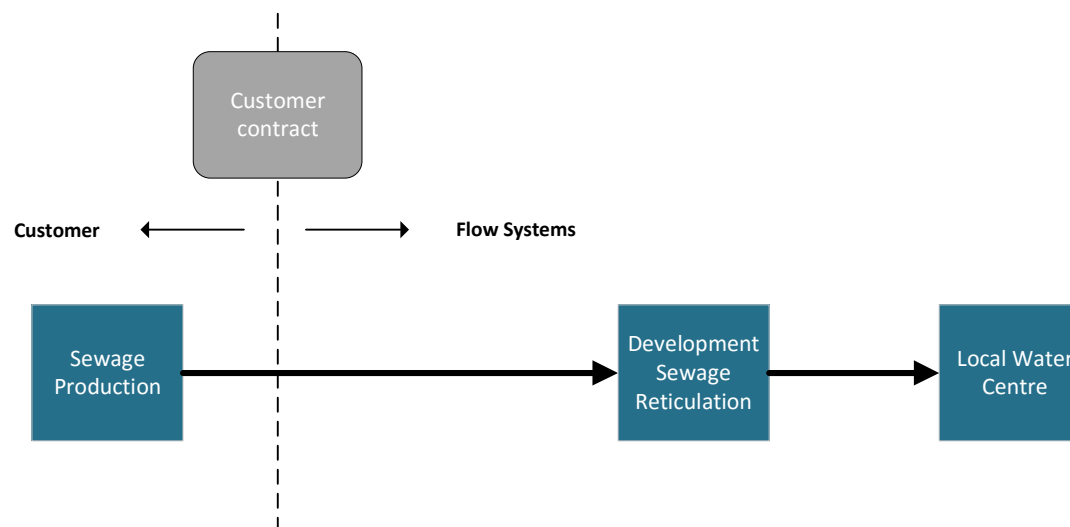 Customer
contract
Customer
Flow Systems
Sewage
Production
Development
Sewage
Reticulation
Local Water
Centre